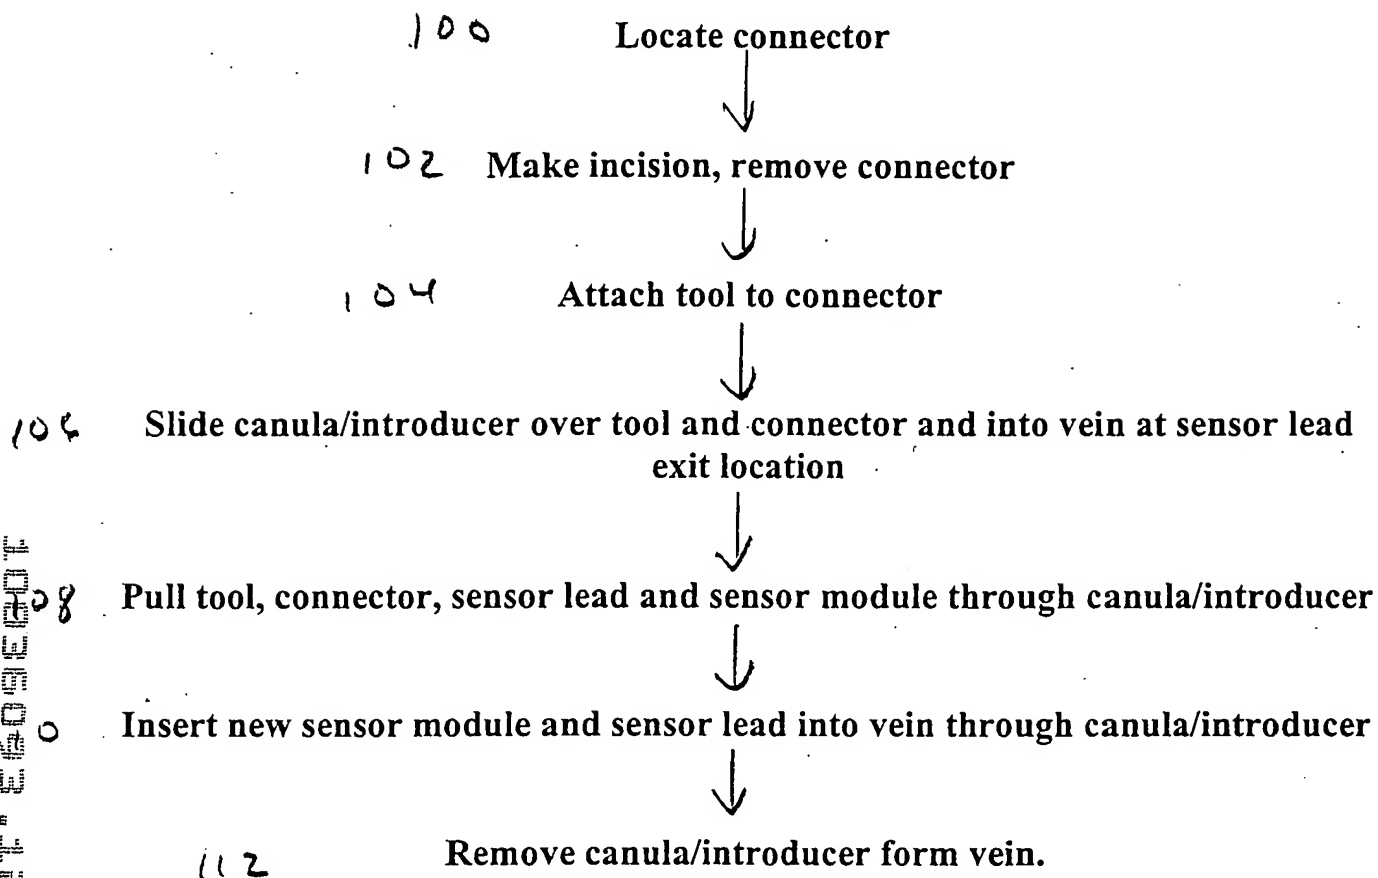 100 Locate connector
102 Make incision, remove connector
104 Attach tool to connector
106 Slide canula/introducer over tool and connector and into vein at sensor lead
exit location
Pull tool, connector, sensor lead and sensor module through canula/introducer
Insert new sensor module and sensor lead into vein through canula/introducer
112 Remove canula/introducer form vein.